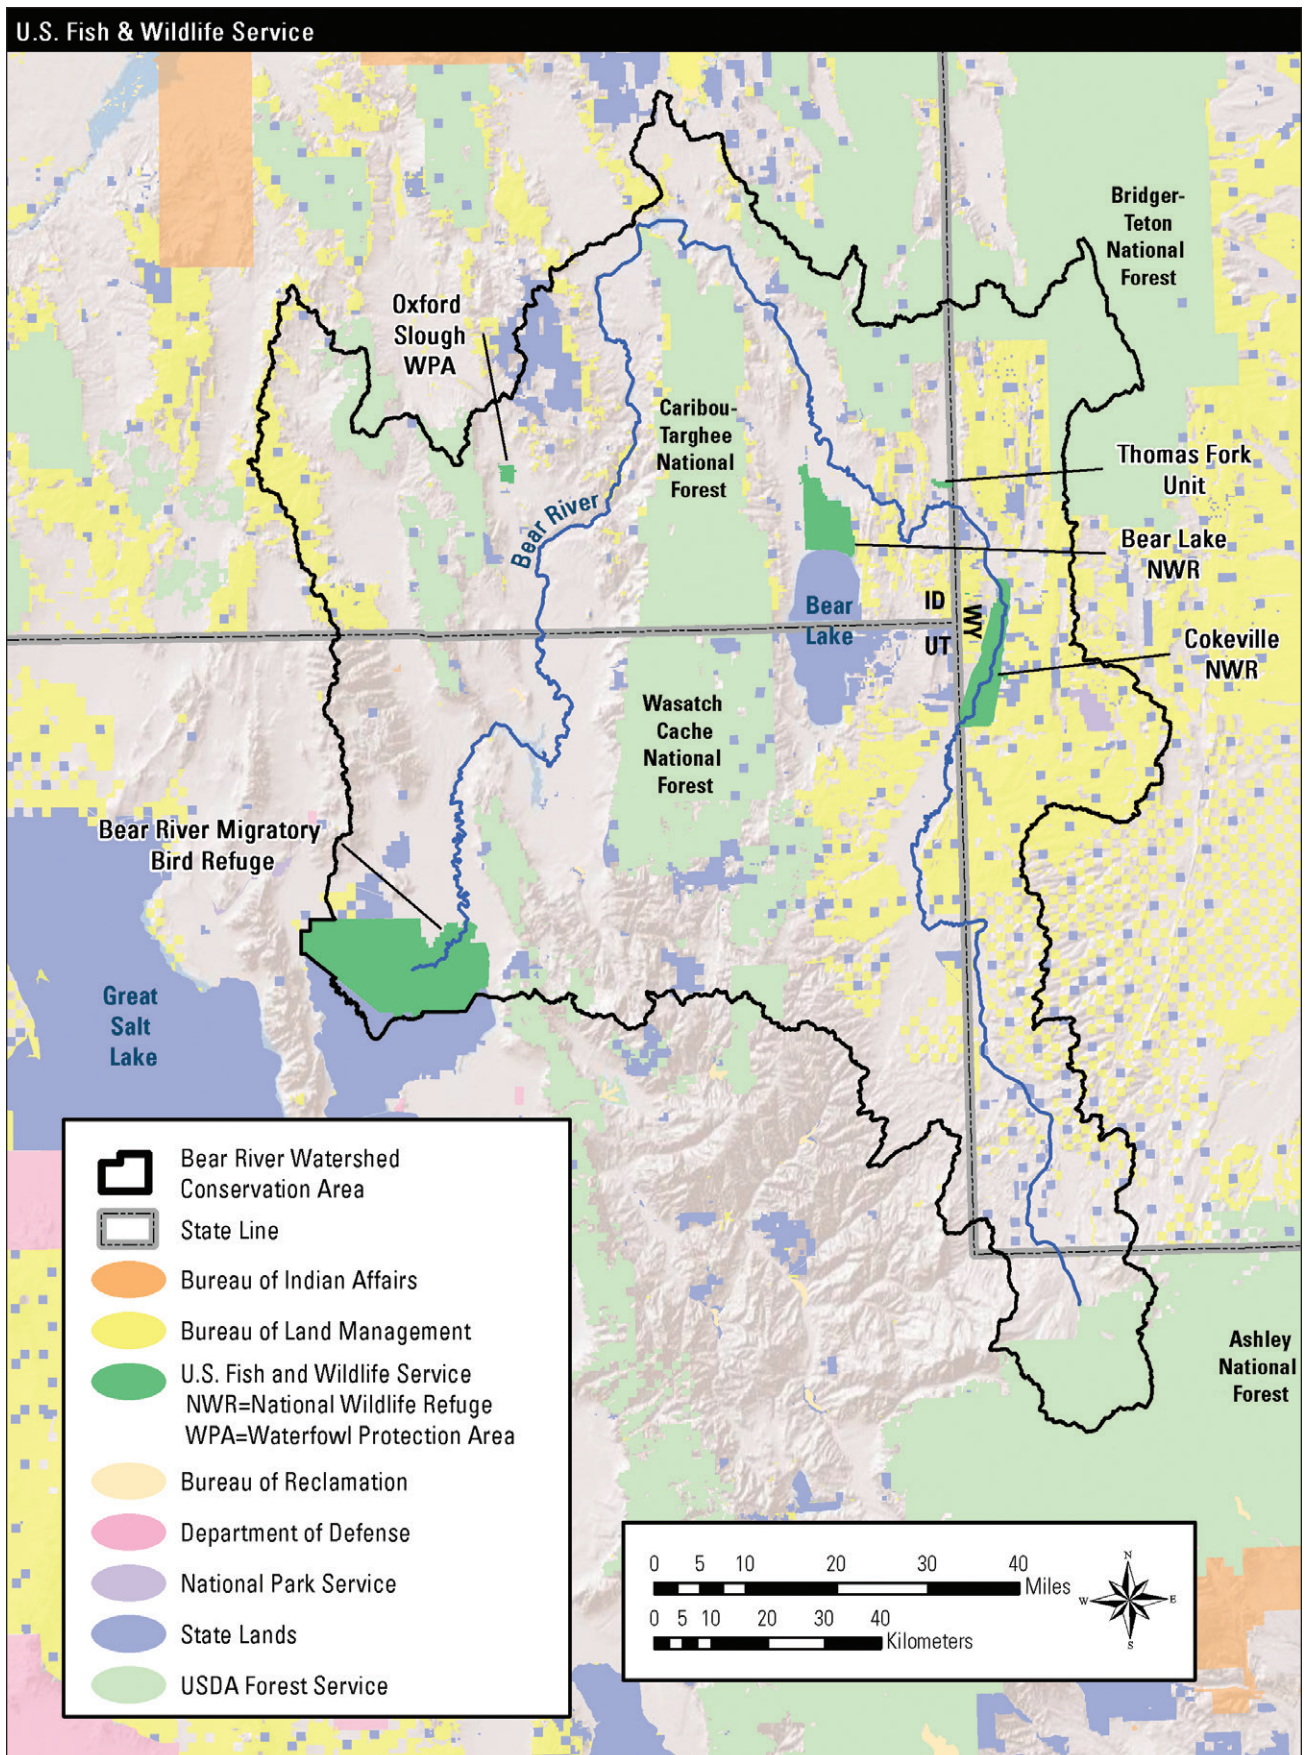 U.S. Fish & Wildlife Service
Bridger-
Teton
National
Forest
Oxford
Slough
WPA
Caribou-
Targhee
National
Forest
Thomas Fork
Unit
Bear River
Bear Lake
NWR
Bear
Lake
ID
WY
UT
Cokeville
NWR
Wasatch
Cache
National
Forest
Bear River Migratory
Bird Refuge
Great
Salt
Lake
Ashley
National
Forest
Bear River Watershed
Conservation Area
State Line
Bureau of Indian Affairs
Bureau of Land Management
U.S. Fish and Wildlife Service
NWR=National Wildlife Refuge
WPA=Waterfowl Protection Area
Bureau of Reclamation
Department of Defense
National Park Service
State Lands
USDA Forest Service
0 5 10 20 30 40
Miles
0 5 10 20 30 40
Kilometers
N
W E
S